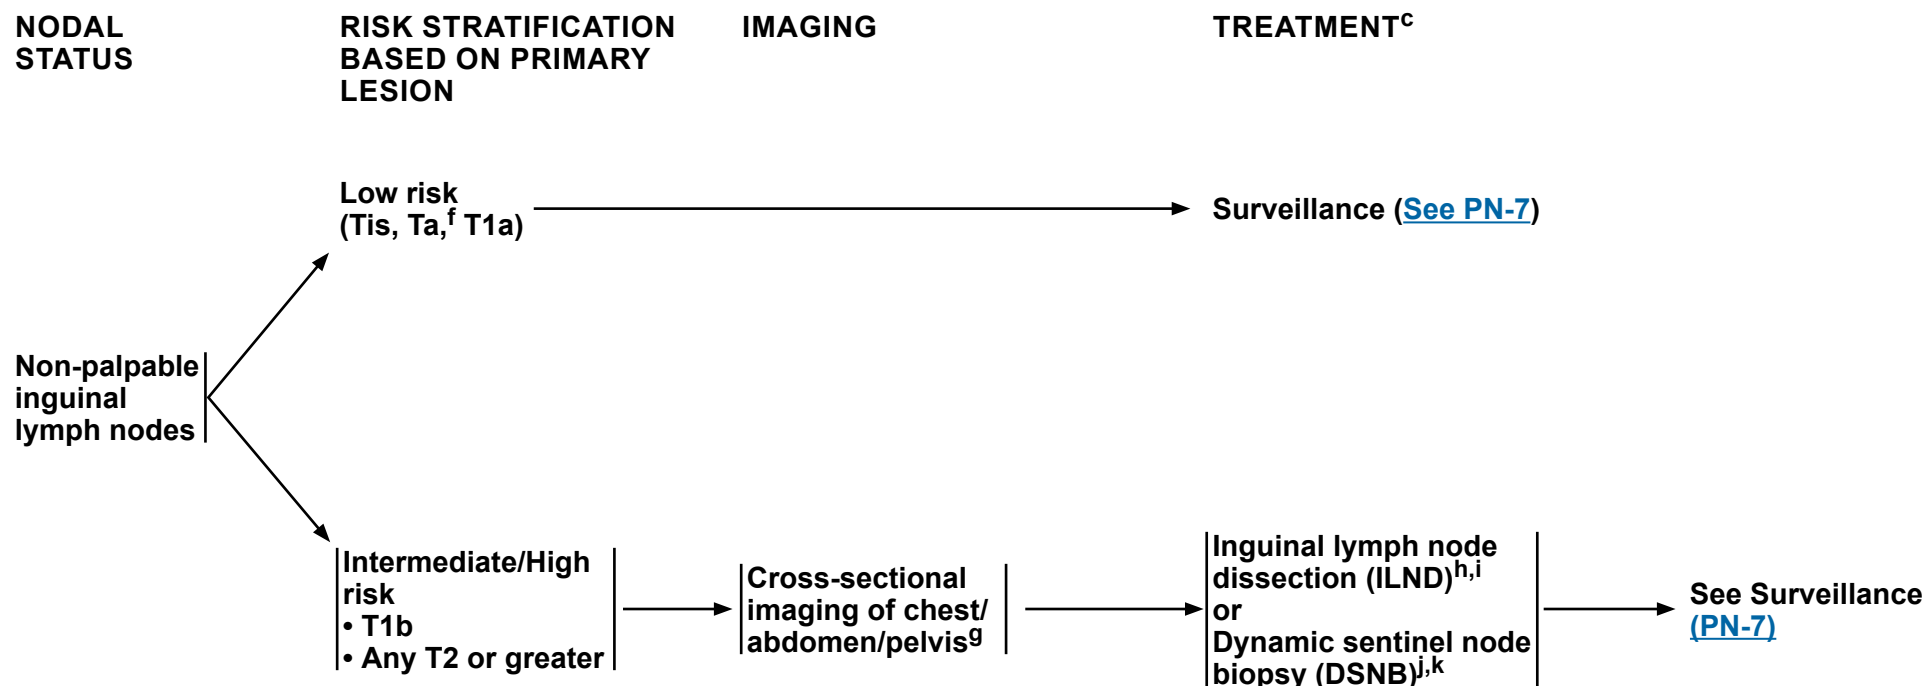 NODAL
STATUS
RISK STRATIFICATION
BASED ON PRIMARY
LESION
IMAGING
TREATMENTc
Low risk
(Tis, Ta,f T1a)
Surveillance (See PN-7)
Non-palpable
inguinal
lymph nodes
Intermediate/High
risk
• T1b
• Any T2 or greater
Cross-sectional
imaging of chest/
abdomen/pelvisg
Inguinal lymph node
dissection (ILND)h,i
or
Dynamic sentinel node
biopsy (DSNB)j,k
See Surveillance
(PN-7)